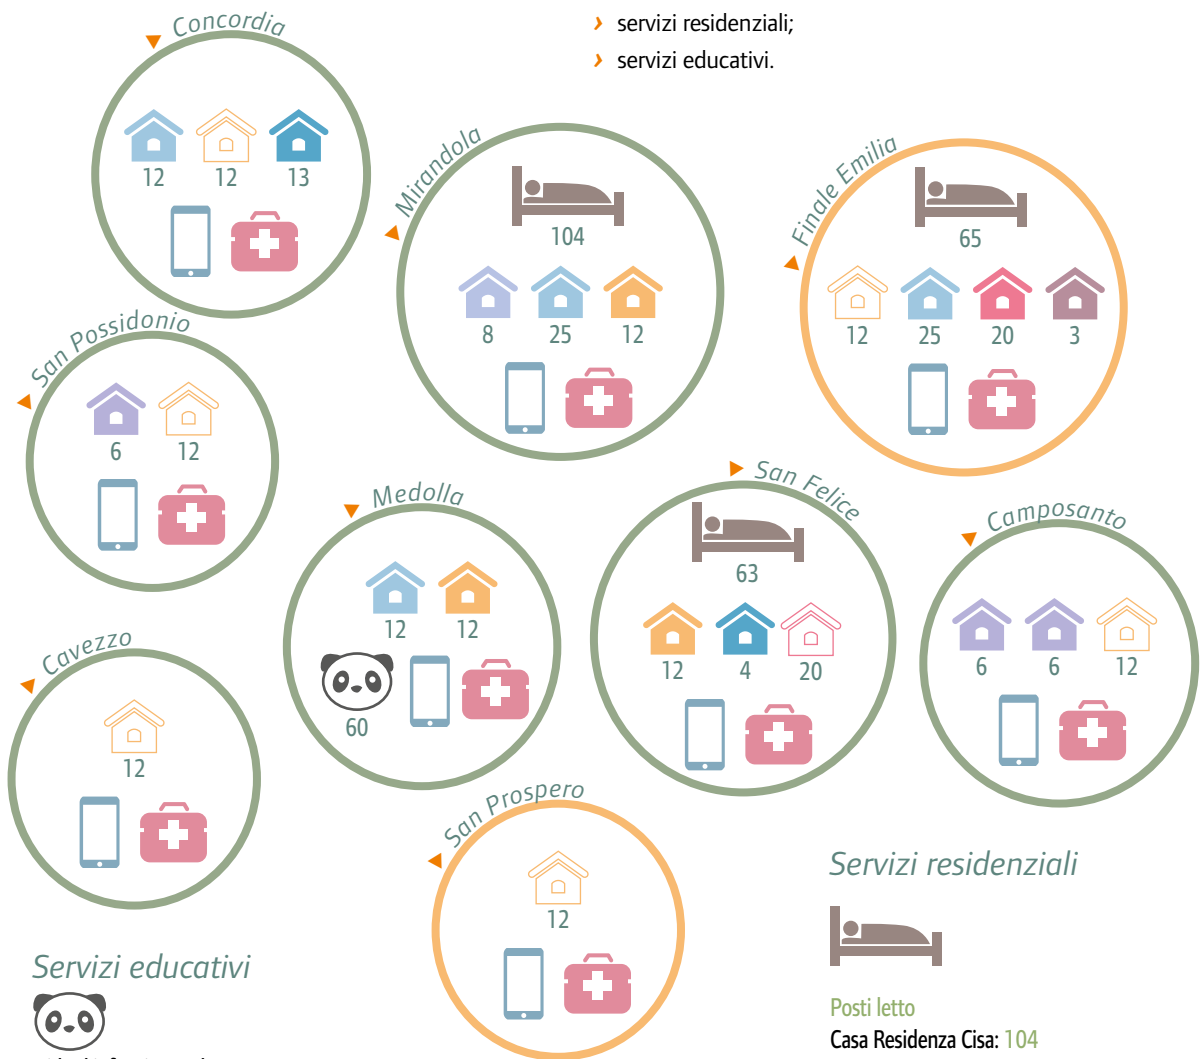 › servizi residenziali;
› servizi educativi.
Concordia
12 12 13
Mirandola
104
8 25 12
Finale Emilia
65
12 25 20 3
San Possidonio
6 12
Medolla
12 12
60
San Felice
63
12 4 20
Camposanto
6 6 12
Cavezzo
12
San Prospero
12
Servizi educativi
Servizi residenziali
Posti letto
Casa Residenza Cisa: 104